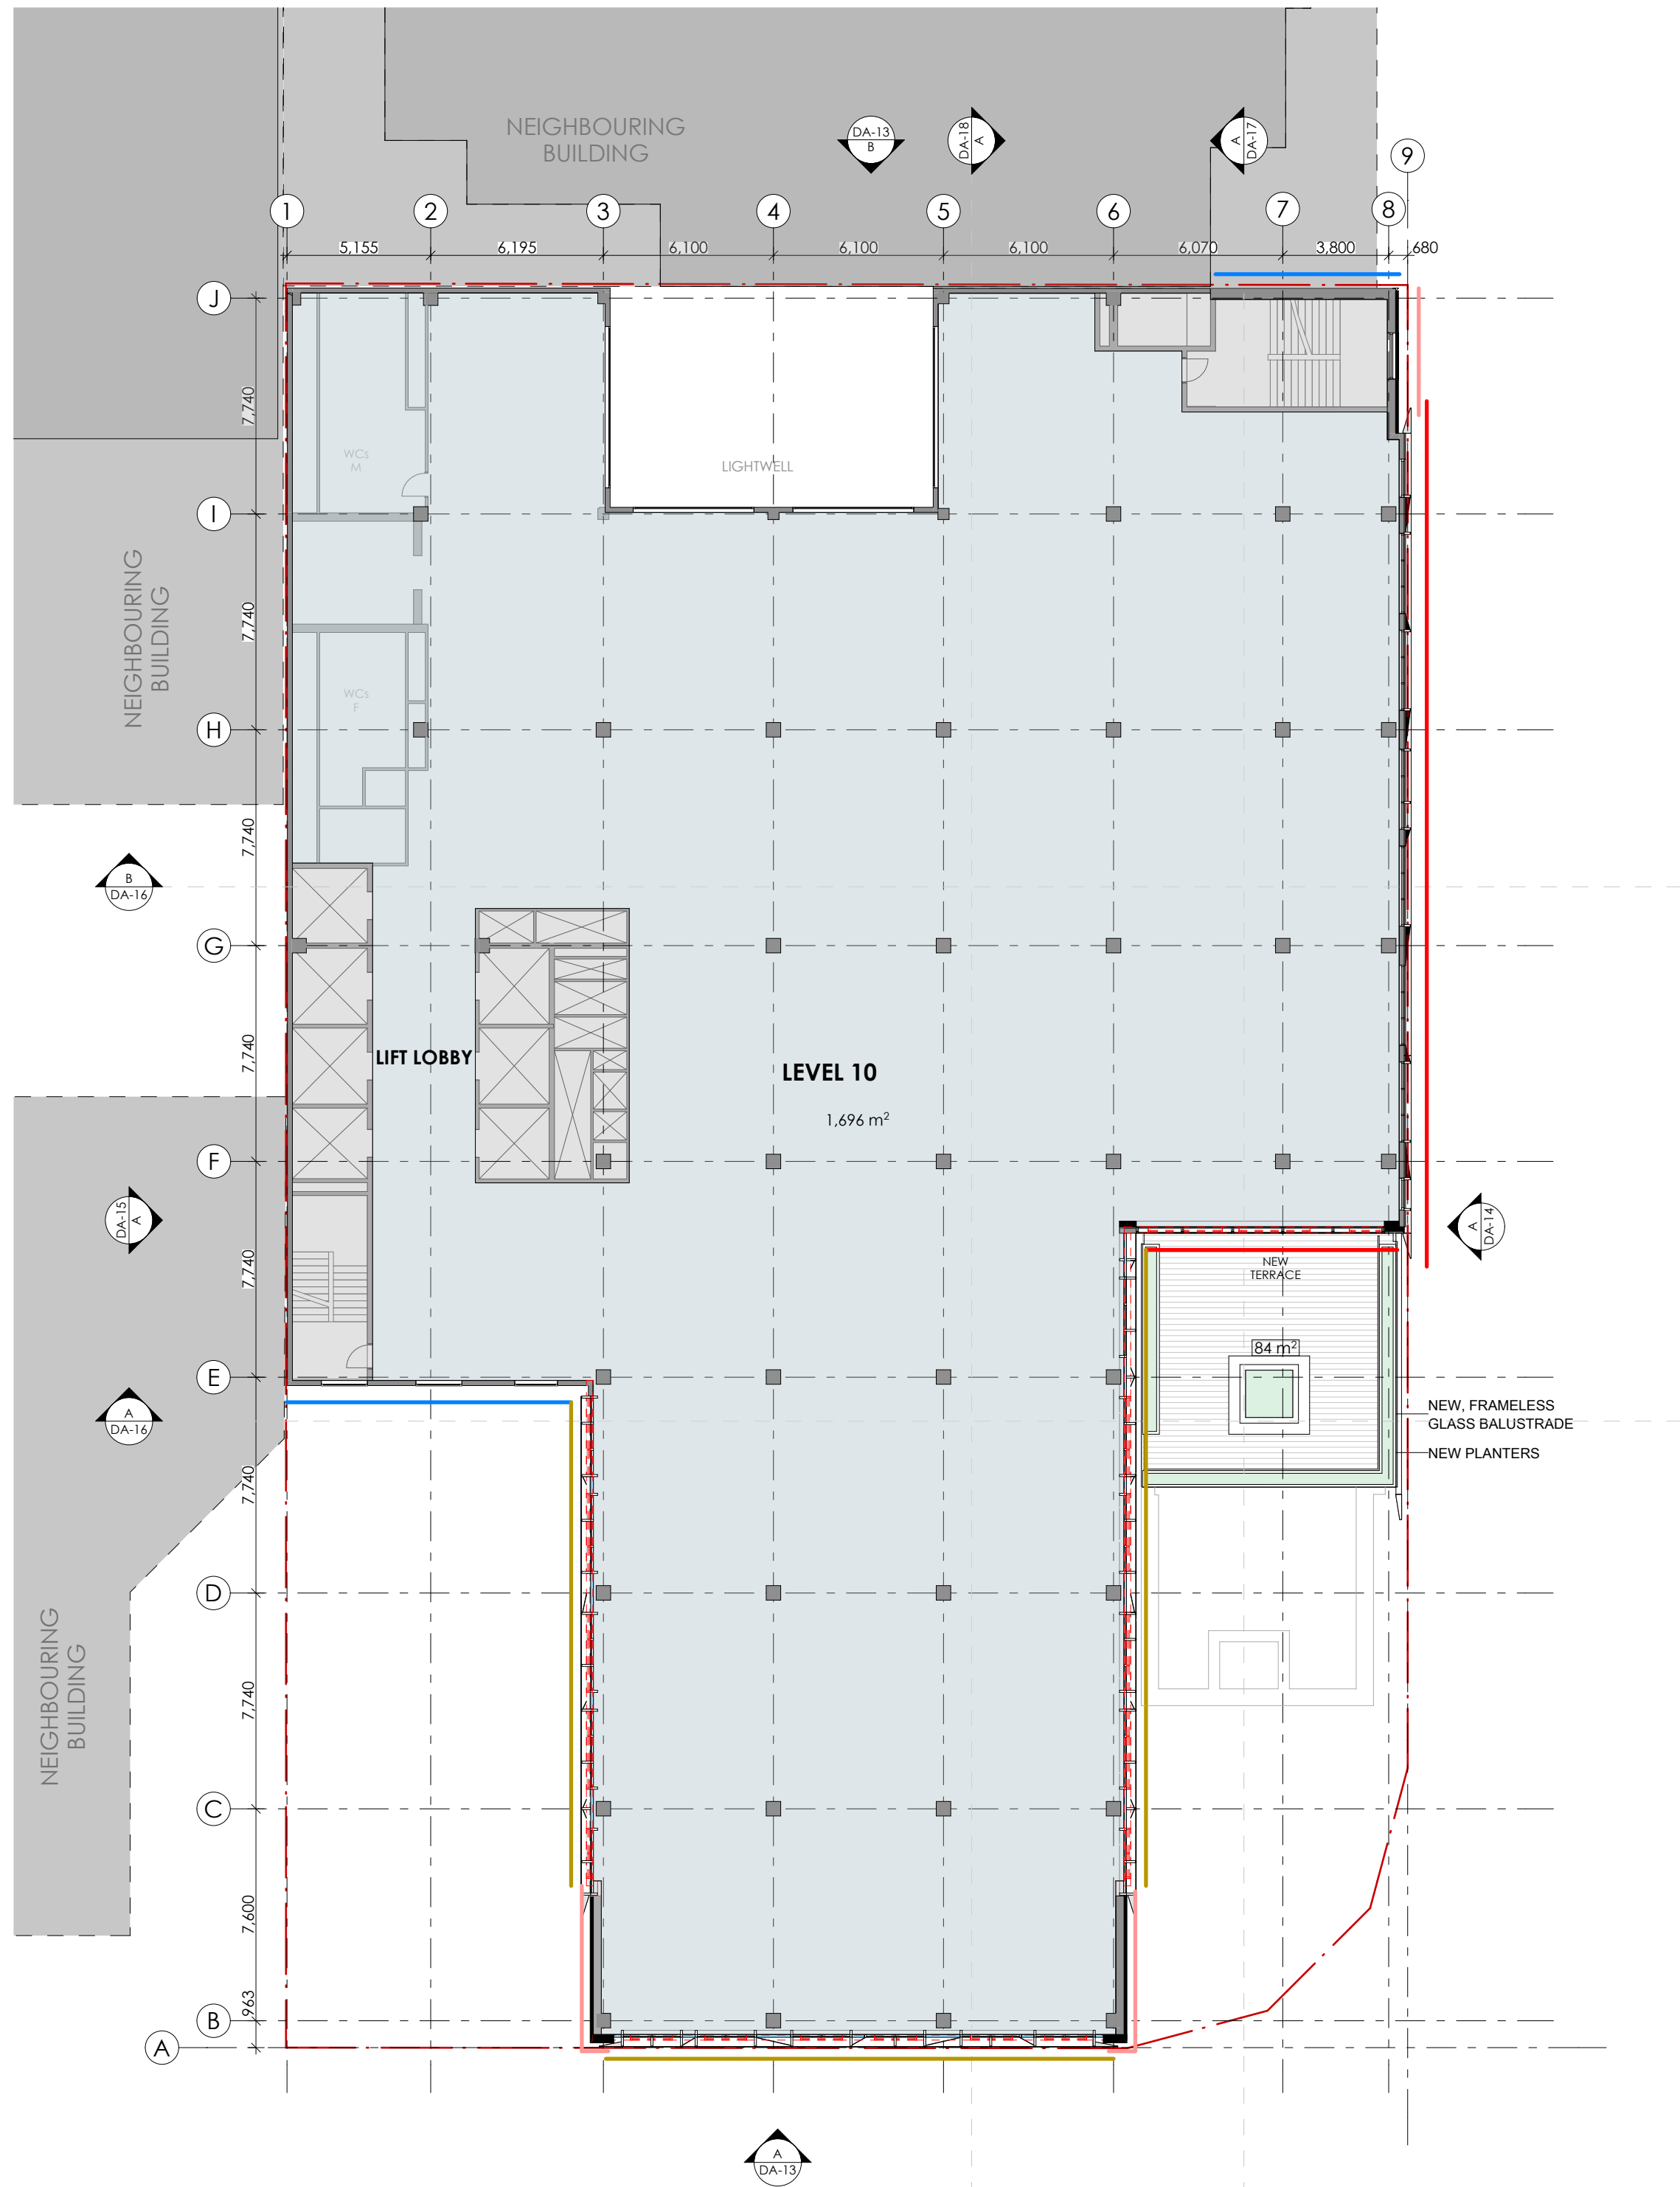 NEIGHBOURING
BUILDING
DA-13
B
DA-18
A
A
DA-17
9
1
2
3
4
5
6
7
8
5,155
6,195
6,100
6,100
6,100
6,070
3,800
680
J
7,740
WCs
M
LIGHTWELL
I
NEIGHBOURING
BUILDING
7,740
WCs
F
H
7,740
B
DA-16
G
7,740
LIFT LOBBY
LEVEL 10
1,696 m²
F
DA-15
A
A
DA-14
7,740
NEW
TERRACE
84 m²
E
A
DA-16
NEW, FRAMELESS
GLASS BALUSTRADE
NEW PLANTERS
7,740
D
NEIGHBOURING
BUILDING
7,740
C
7,600
963
B
A
A
DA-13